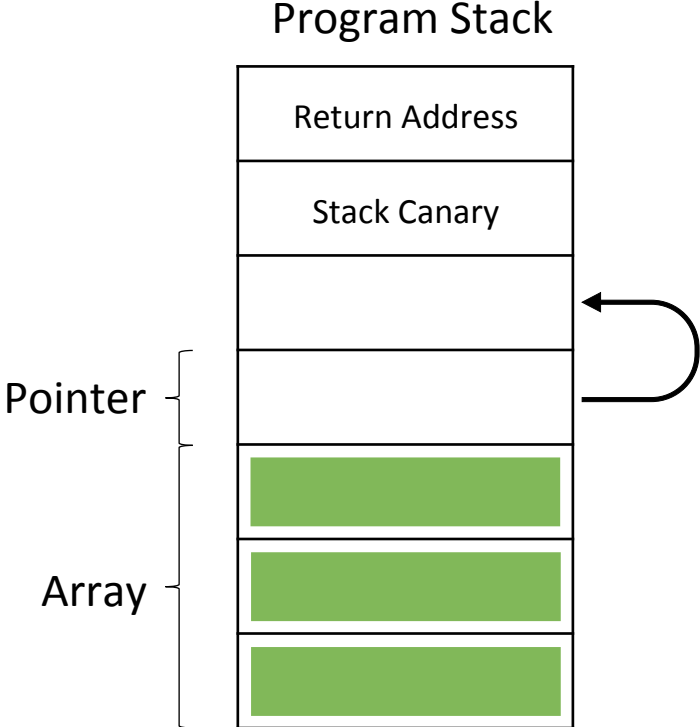 Program Stack
Return Address
Stack Canary
Pointer
Array